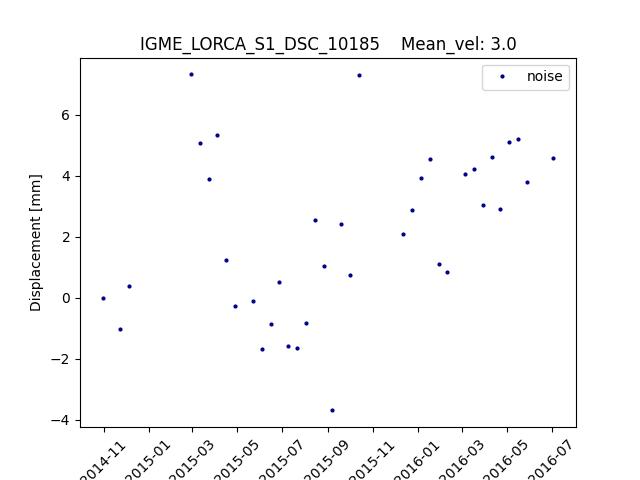 IGME_LORCA_S1_DSC_10185    Mean_vel: 3.0
noise
Displacement [mm]
6
4
2
0
−2
−4
2014-11 2015-01 2015-03 2015-05 2015-07 2015-09 2015-11 2016-01 2016-03 2016-05 2016-07